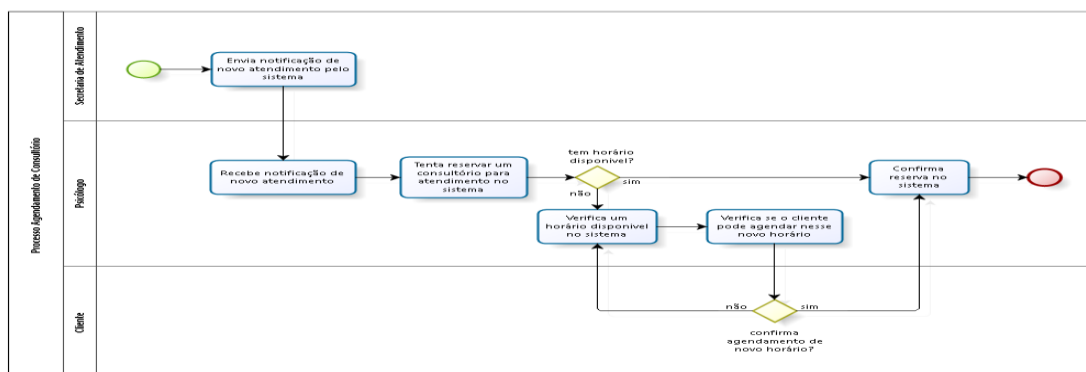 Processo Agendamento de Consultório
Secretaria de Atendimento
Envia notificação de
novo atendimento pelo
sistema
Psicólogo
Recebe notificação de
novo atendimento
Tenta reservar um
consultório para
atendimento no
sistema
tem horário
disponivel?
sim
não
Confirma
reserva no
sistema
Verifica um
horário disponivel
no sistema
Verifica se o cliente
pode agendar nesse
novo horário
Cliente
não
sim
confirma
agendamento de
novo horário?